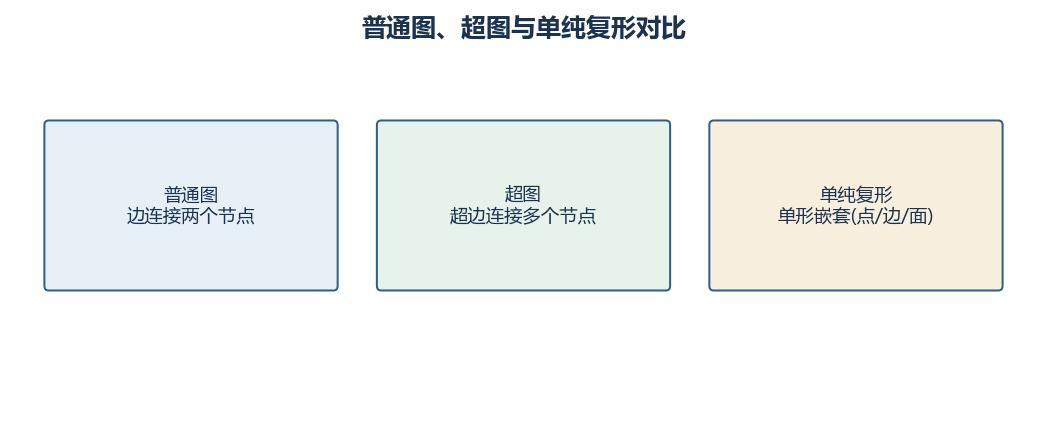 普通图、超图与单纯复形对比
普通图
边连接两个节点
超图
超边连接多个节点
单纯复形
单形嵌套(点/边/面)